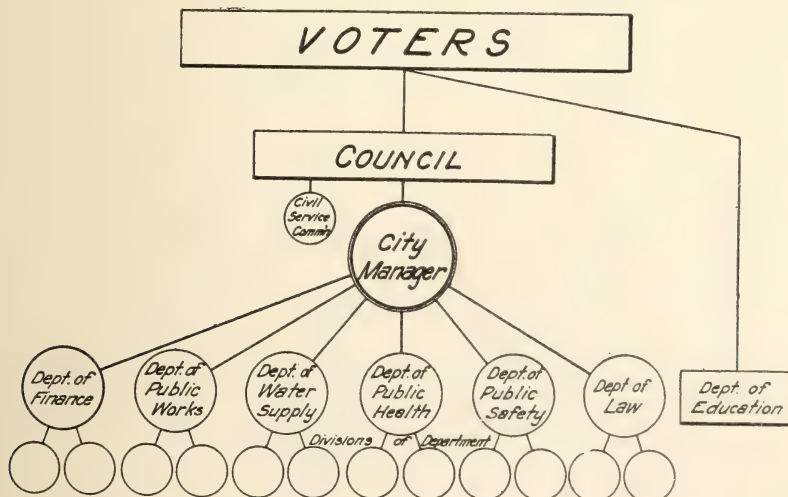 VOTERS
COUNCIL
Civil
Service
Comm'n
City
Manager
Dept. of
Finance
Dept. of
Public
Works
Dept. of
Water
Supply
Dept. of
Public
Health
Dept. of
Public
Safety
Dept of
Law
Dept. of
Education
Divisions of Department